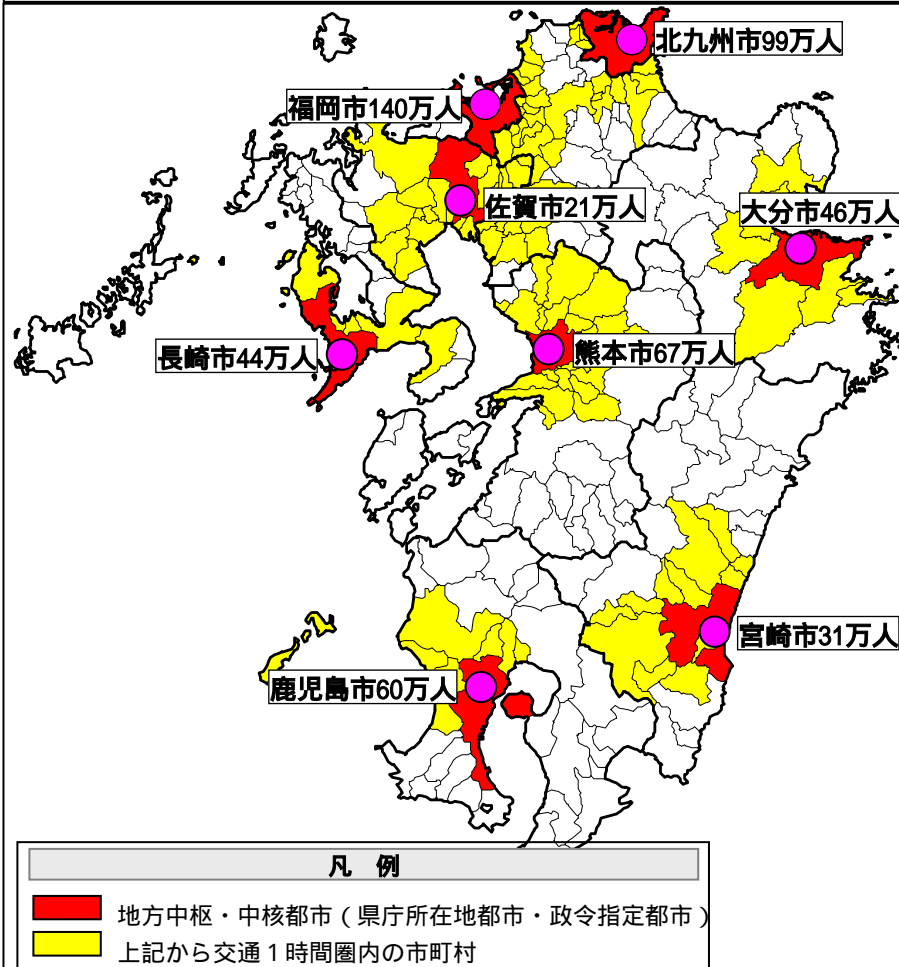 北九州市99万人
福岡市140万人
佐賀市21万人
大分市46万人
長崎市44万人
熊本市67万人
宮崎市31万人
鹿児島市60万人
凡 例
地方中枢・中核都市（県庁所在地都市・政令指定都市）
上記から交通１時間圏内の市町村